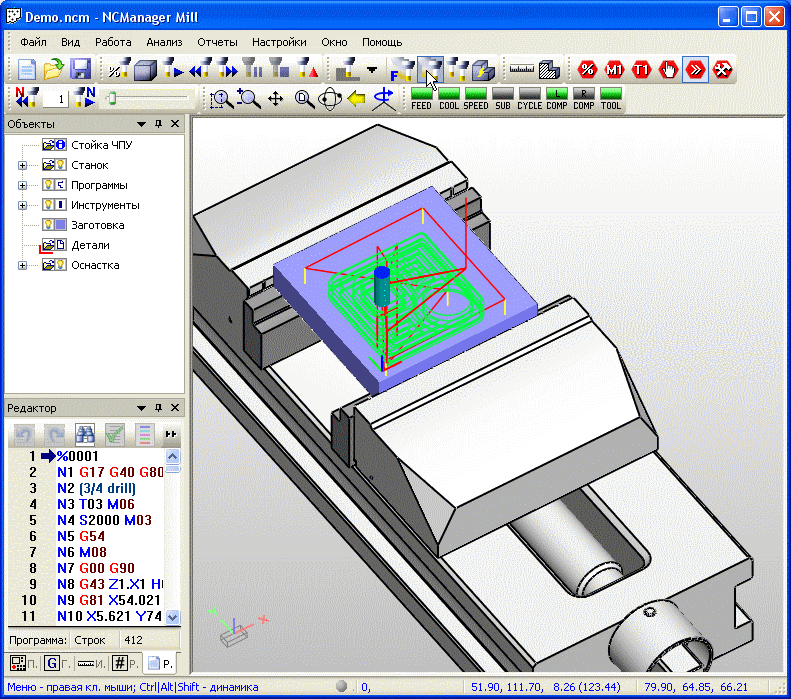 Demo.ncm - NCManager Mill
Файл Вид Работа Анализ Отчеты Настройки Окно Помощь
% F % M1 T1
N 1 N FEED COOL SPEED SUB CYCLE L COMP R COMP TOOL
Объекты
Стойка ЧПУ
Станок
Программы
Инструменты
Заготовка
Детали
Оснастка
Редактор
1 %0001
2 N1 G17 G40 G80
3 N2 (3/4 drill)
4 N3 T03 M06
5 N4 S2000 M03
6 N5 G54
7 N6 M08
8 N7 G00 G90
9 N8 G43 Z1.X1 H
10 N9 G81 X54.021
11 N10 X5.621 Y74
Программа: Строк 412
П. G Г. И. # Р. Р.
Меню - правая кл. мыши; Ctrl|Alt|Shift - динамика 0, 51.90, 111.70, 8.26 (123.44) 79.90, 64.85, 66.21